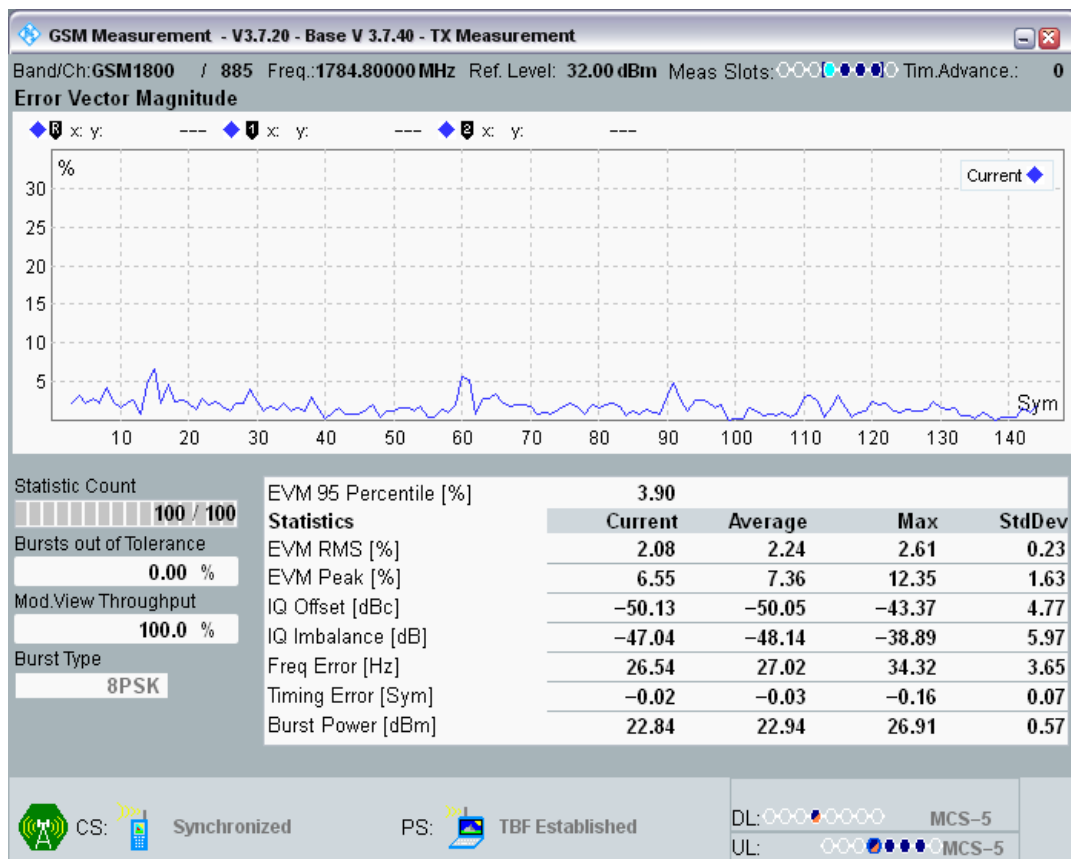 GSM Measurement - V3.7.20 - Base V 3.7.40 - TX Measurement
Band/Ch:GSM1800 / 885 Freq.:1784.80000 MHz Ref. Level: 32.00 dBm Meas Slots: Tim.Advance.: 0
Error Vector Magnitude
R x: y: --- 1 x: y: --- 2 x: y: ---
%
Current
30
25
20
15
10
5
Sym
10 20 30 40 50 60 70 80 90 100 110 120 130 140
Statistic Count
100 / 100
Bursts out of Tolerance
0.00 %
Mod.View Throughput
100.0 %
Burst Type
8PSK
EVM 95 Percentile [%] 3.90
Statistics Current Average Max StdDev
EVM RMS [%] 2.08 2.24 2.61 0.23
EVM Peak [%] 6.55 7.36 12.35 1.63
IQ Offset [dBc] −50.13 −50.05 −43.37 4.77
IQ Imbalance [dB] −47.04 −48.14 −38.89 5.97
Freq Error [Hz] 26.54 27.02 34.32 3.65
Timing Error [Sym] −0.02 −0.03 −0.16 0.07
Burst Power [dBm] 22.84 22.94 26.91 0.57
CS: Synchronized PS: TBF Established
DL: MCS−5
UL: MCS−5